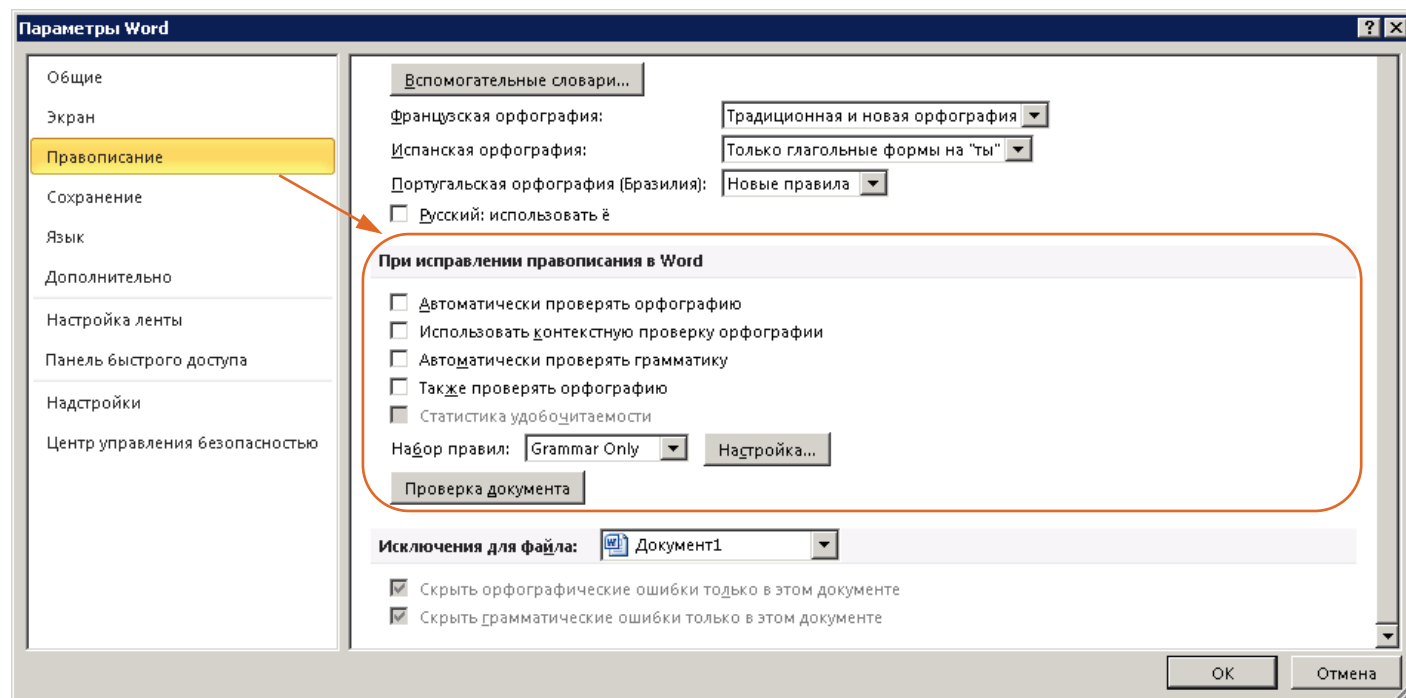 Параметры Word
Общие
Экран
Правописание
Сохранение
Язык
Дополнительно
Настройка ленты
Панель быстрого доступа
Надстройки
Центр управления безопасностью
Вспомогательные словари...
Французская орфография: Традиционная и новая орфография
Испанская орфография: Только глагольные формы на "ты"
Португальская орфография (Бразилия): Новые правила
Русский: использовать ё
При исправлении правописания в Word
Автоматически проверять орфографию
Использовать контекстную проверку орфографии
Автоматически проверять грамматику
Также проверять орфографию
Статистика удобочитаемости
Набор правил: Grammar Only Настройка...
Проверка документа
Исключения для файла: Документ1
Скрыть орфографические ошибки только в этом документе
Скрыть грамматические ошибки только в этом документе
ОК Отмена